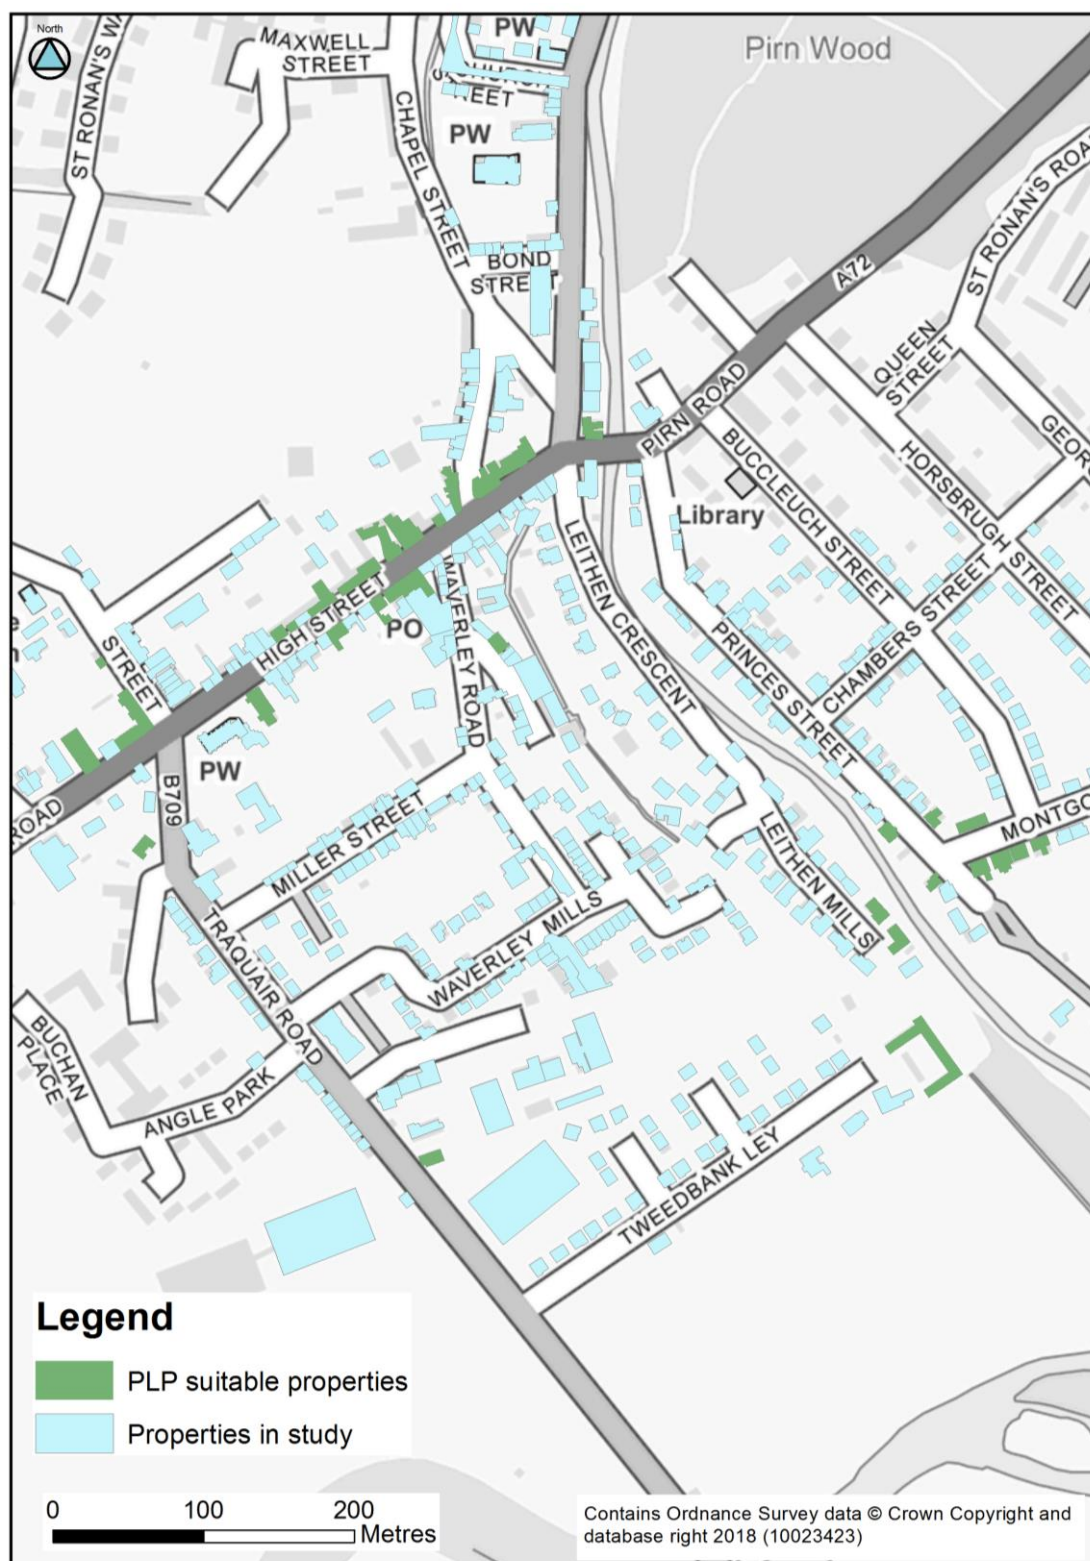 North
PW
Pirn Wood
MAXWELL
STREET
ST RONAN'S WA
CHURCH
STREET
CHAPEL STREET
PW
ST RONAN'S ROA
BOND
STREET
A72
QUEEN
STREET
PIRN ROAD
BUCCLEUCH STREET
HORSBRUGH STREET
GEOR
Library
LEITHEN CRESCENT
WAVERLEY ROAD
HIGH STREET
PO
PRINCES STREET
CHAMBERS STREET
STREET
PW
B709
ROAD
MILLER STREET
LEITHEN MILLS
MONTGO
TRAQUAIR ROAD
WAVERLEY MILLS
BUCHAN
PLACE
ANGLE PARK
TWEEDBANK LEY
Legend
PLP suitable properties
Properties in study
0 100 200
Metres
Contains Ordnance Survey data © Crown Copyright and
database right 2018 (10023423)